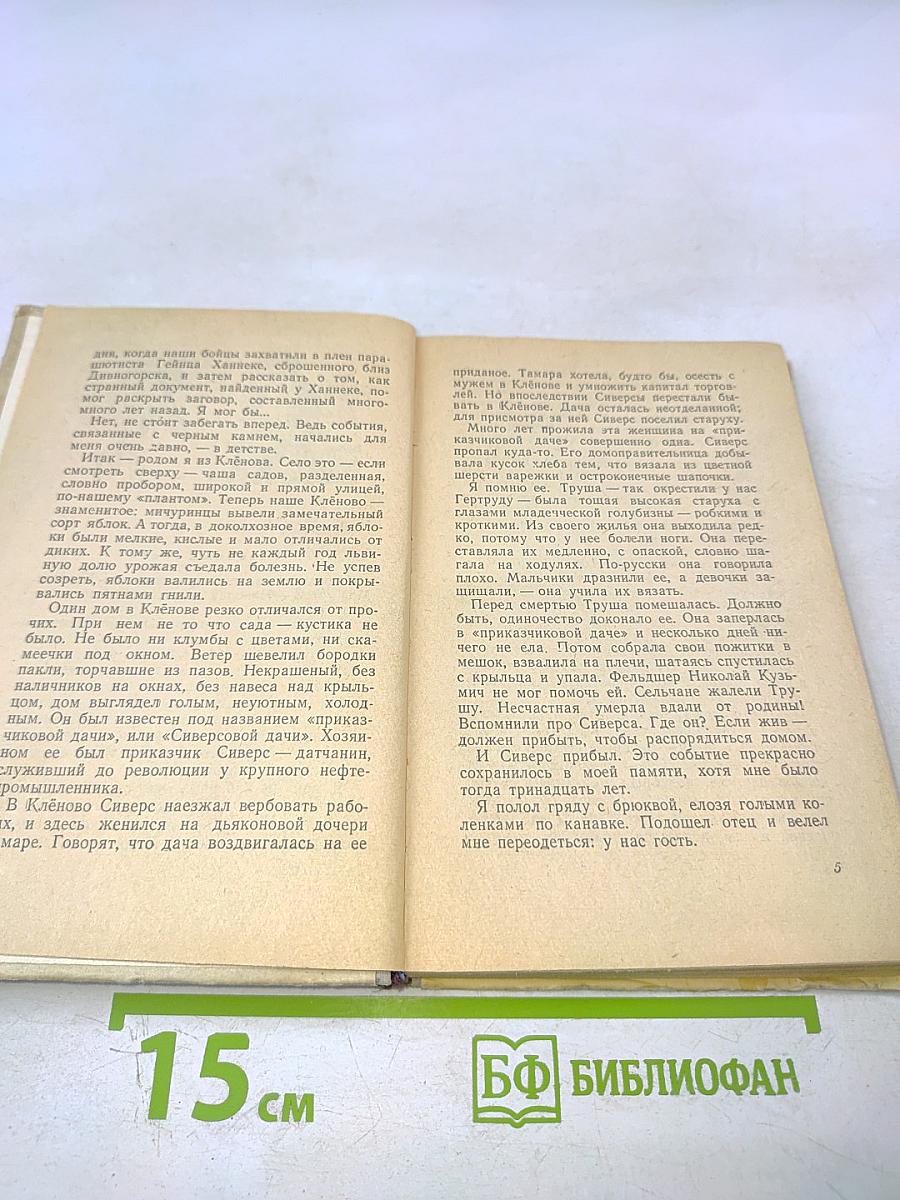 дня, когда наши бойцы захватили в плен пара-
шютиста Гейнца Ханнеке, сброшенного близ
Дивногорска, и затем рассказать о том, как
странный документ, найденный у Ханнеке, по-
мог раскрыть заговор, составленный много-
много лет назад. Я мог бы...
Нет, не сто́ит забегать вперед. Ведь события,
связанные с черным камнем, начались для
меня очень давно, — в детстве.
Итак — родом я из Клёнова. Село это — если
смотреть сверху — чаша садов, разделенная,
словно пробором, широкой и прямой улицей,
по-нашему «плантом». Теперь наше Клёново —
знаменитое: мичуринцы вывели замечательный
сорт яблок. А тогда, в доколхозное время, ябло-
ки были мелкие, кислые и мало отличались от
диких. К тому же, чуть не каждый год льви-
ную долю урожая съедала болезнь. Не успев
созреть, яблоки валились на землю и покры-
вались пятнами гнили.
Один дом в Клёнове резко отличался от про-
чих. При нем не то что сада — кустика не
было. Не было ни клумбы с цветами, ни ска-
меечки под окном. Ветер шевелил бородки
пакли, торчавшие из пазов. Некрашеный, без
наличников на окнах, без навеса над крыль-
цом, дом выглядел голым, неуютным, холод-
ным. Он был известен под названием «приказ-
чиковой дачи», или «Сиверсовой дачи». Хозяи-
ном ее был приказчик Сиверс — датчанин,
служивший до революции у крупного нефте-
промышленника.
В Клёново Сиверс наезжал вербовать рабо-
их, и здесь женился на дьяконовой дочери
маре. Говорят, что дача воздвигалась на ее
приданое. Тамара хотела, будто бы, осесть с
мужем в Клёнове и умножить капитал торгов-
лей. Но впоследствии Сиверсы перестали бы-
вать в Клёнове. Дача осталась неотделанной;
для присмотра за ней Сиверс поселил старуху.
Много лет прожила эта женщина на «при-
казчиковой даче» совершенно одна. Сиверс
пропал куда-то. Его домоправительница добы-
вала кусок хлеба тем, что вязала из цветной
шерсти варежки и остроконечные шапочки.
Я помню ее. Труша — так окрестили у нас
Гертруду — была тощая высокая старуха с
глазами младенческой голубизны — робкими и
кроткими. Из своего жилья она выходила ред-
ко, потому что у нее болели ноги. Она пере-
ставляла их медленно, с опаской, словно ша-
гала на ходулях. По-русски она говорила
плохо. Мальчики дразнили ее, а девочки за-
щищали, — она учила их вязать.
Перед смертью Труша помешалась. Должно
быть, одиночество доконало ее. Она заперлась
в «приказчиковой даче» и несколько дней ни-
чего не ела. Потом собрала свои пожитки в
мешок, взвалила на плечи, шатаясь спустилась
с крыльца и упала. Фельдшер Николай Кузь-
мич не мог помочь ей. Сельчане жалели Тру-
шу. Несчастная умерла вдали от родины!
Вспомнили про Сиверса. Где он? Если жив —
должен прибыть, чтобы распорядиться домом.
И Сиверс прибыл. Это событие прекрасно
сохранилось в моей памяти, хотя мне было
тогда тринадцать лет.
Я полол гряду с брюквой, елозя голыми ко-
ленками по канавке. Подошел отец и велел
мне переодеться: у нас гость.
5
15 см
БФ БИБЛИОФАН